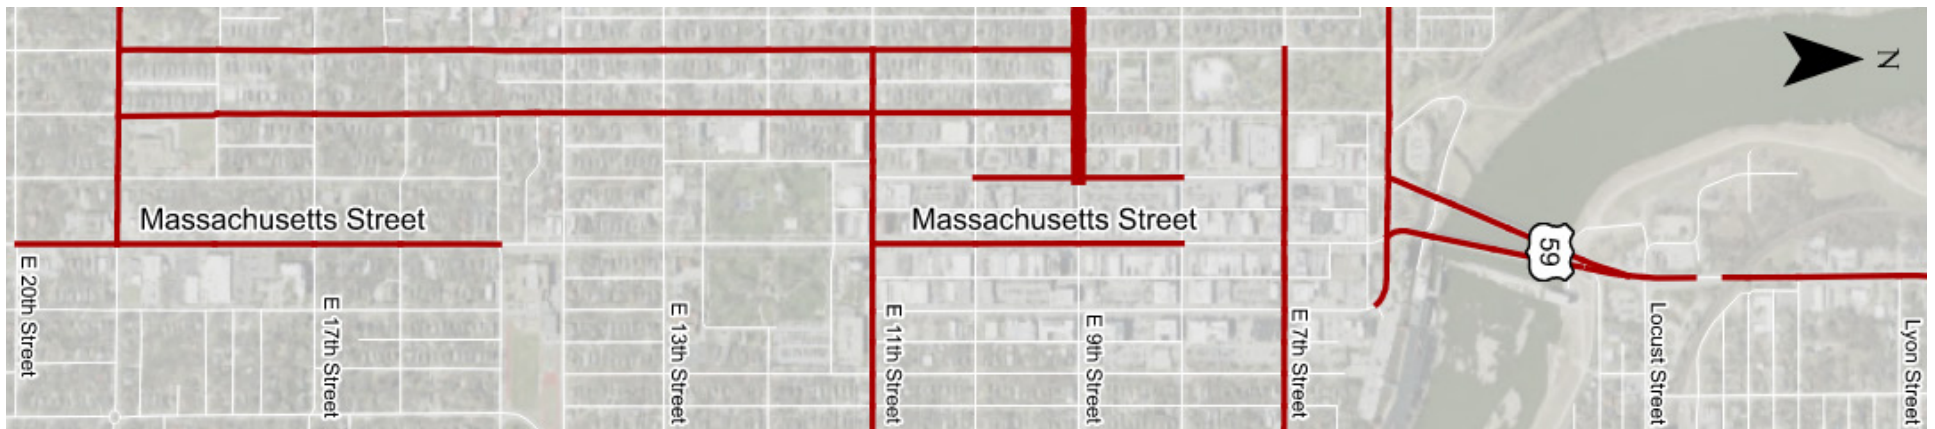 N
Massachusetts Street
Massachusetts Street
59
E 20th Street
E 17th Street
E 13th Street
E 11th Street
E 9th Street
E 7th Street
Locust Street
Lyon Street